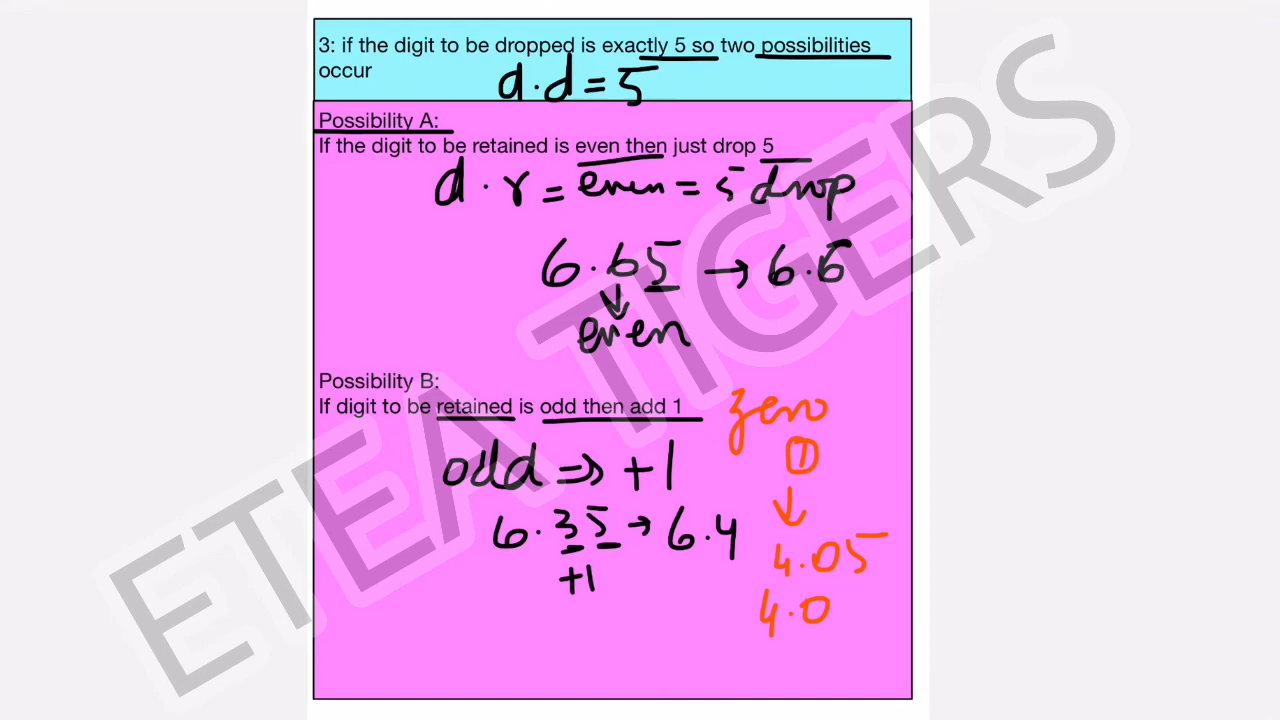 3: if the digit to be dropped is exactly 5 so two possibilities
occur
d.d = 5
Possibility A:
If the digit to be retained is even then just drop 5
d.r = even = 5 drop
6.65 → 6.6
even
Possibility B:
If digit to be retained is odd then add 1
odd ⇒ +1
6.35 → 6.4
+1
zero
4.05
4.0
ETEA TIGERS